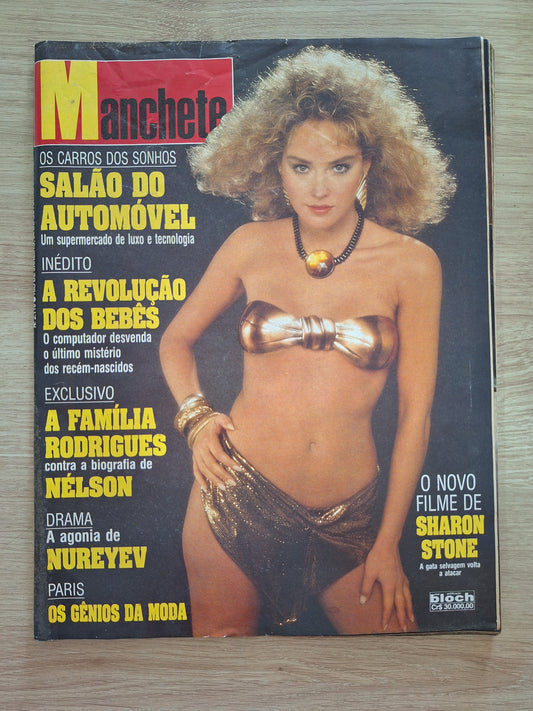 Manchete
OS CARROS DOS SONHOS
SALÃO DO
AUTOMÓVEL
Um supermercado de luxo e tecnologia
INÉDITO
A REVOLUÇÃO
DOS BEBÊS
O computador desvenda
o último mistério
dos recém-nascidos
EXCLUSIVO
A FAMÍLIA
RODRIGUES
contra a biografia de
NÉLSON
DRAMA
A agonia de
NUREYEV
PARIS
OS GÊNIOS DA MODA
O NOVO
FILME DE
SHARON
STONE
A gata selvagem volta
a atacar
bloch
Cr$ 30.000,00